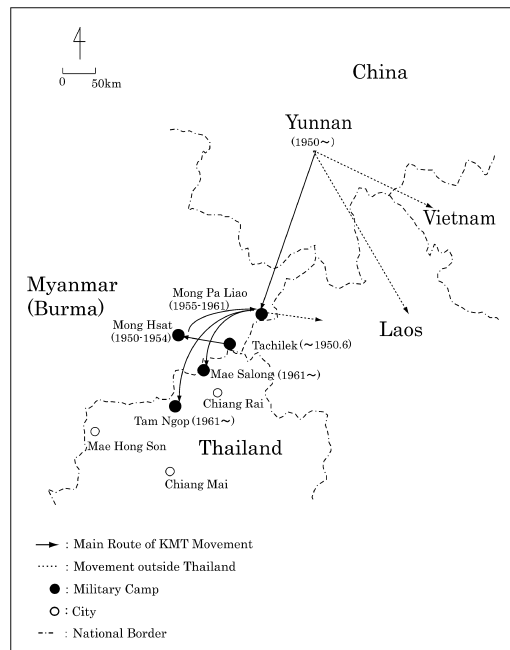 0 50km
China
Yunnan
(1950〜)
Vietnam
Myanmar
(Burma)
Mong Pa Liao
(1955-1961)
Laos
Mong Hsat
(1950-1954)
Tachilek (〜1950.6)
Mae Salong (1961〜)
Chiang Rai
Tam Ngop (1961〜)
Mae Hong Son
Thailand
Chiang Mai
: Main Route of KMT Movement
: Movement outside Thailand
: Military Camp
: City
: National Border